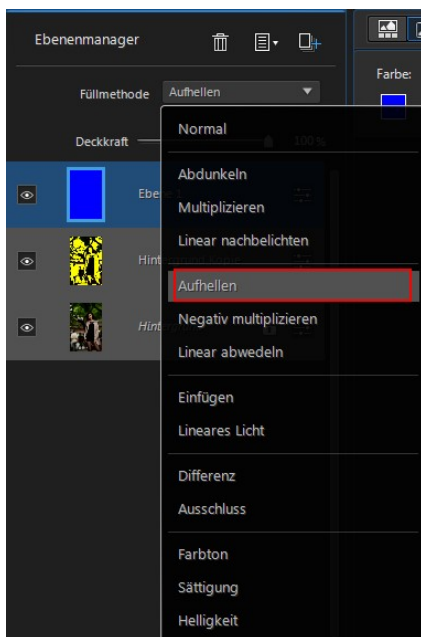 Ebenenmanager
Farbe:
Füllmethode Aufhellen
Deckkraft 100 %
Normal
Abdunkeln
Multiplizieren
Linear nachbelichten
Aufhellen
Negativ multiplizieren
Linear abwedeln
Einfügen
Lineares Licht
Differenz
Ausschluss
Farbton
Sättigung
Helligkeit